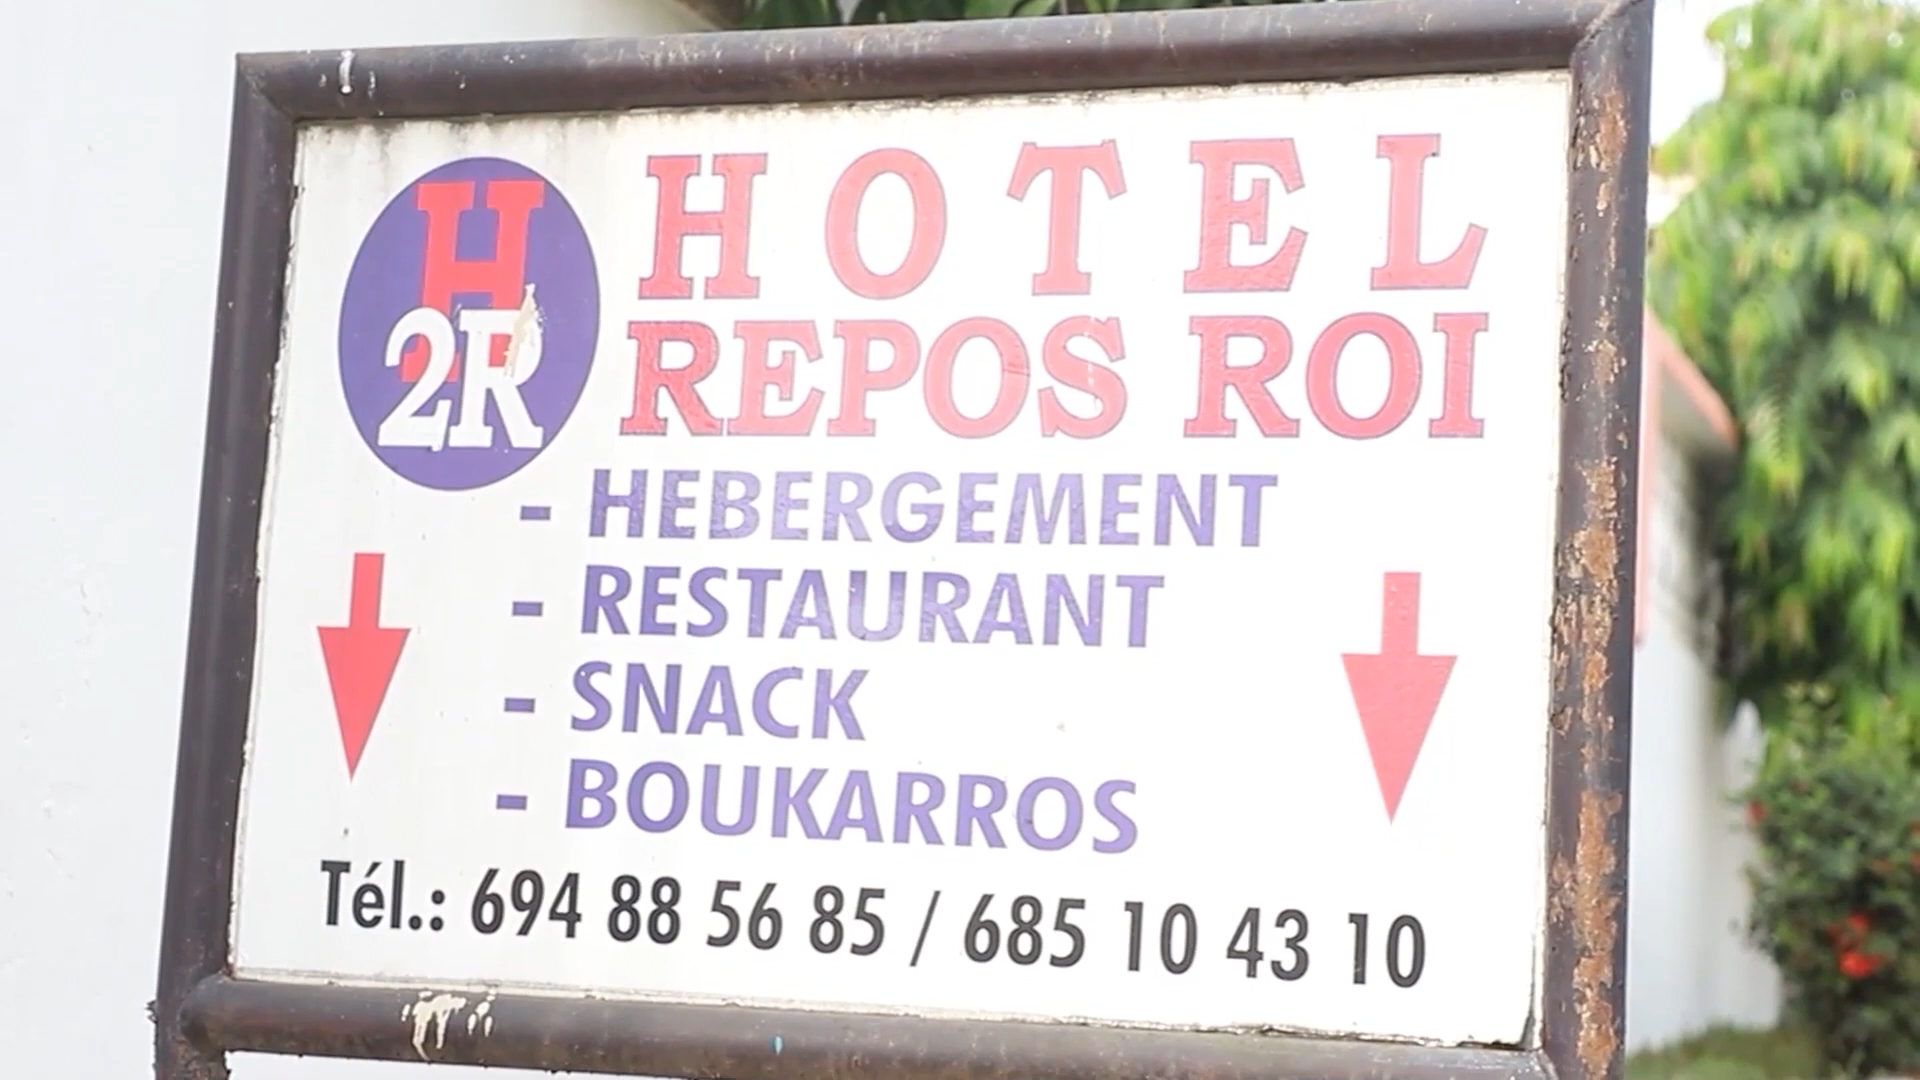 H
2R
HOTEL
REPOS ROI
- HEBERGEMENT
- RESTAURANT
- SNACK
- BOUKARROS
Tél.: 694 88 56 85 / 685 10 43 10